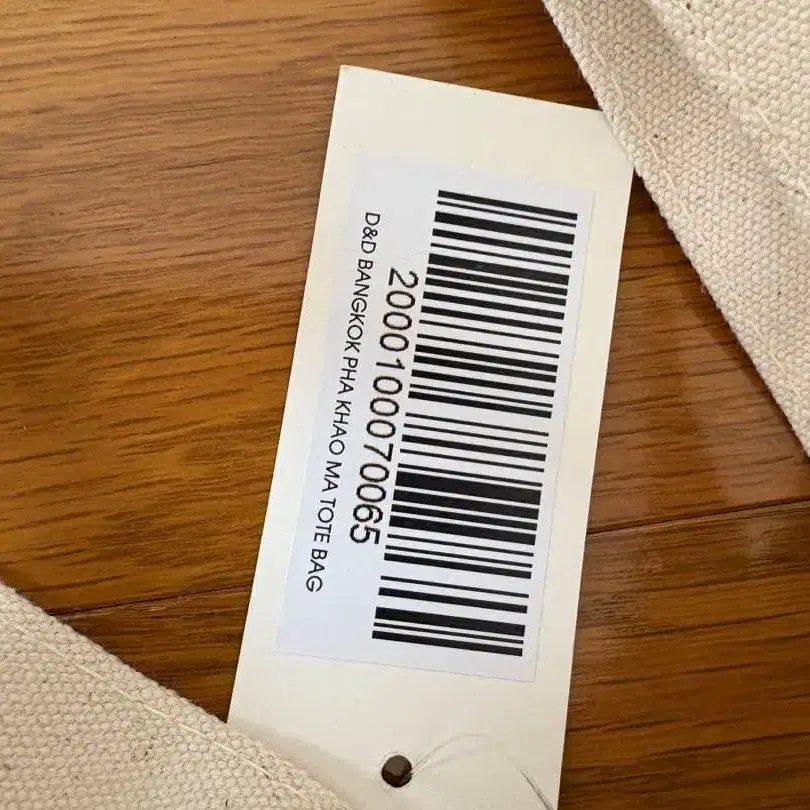 2000100070065
D&D BANGKOK PHA KHAO MA TOTE BAG